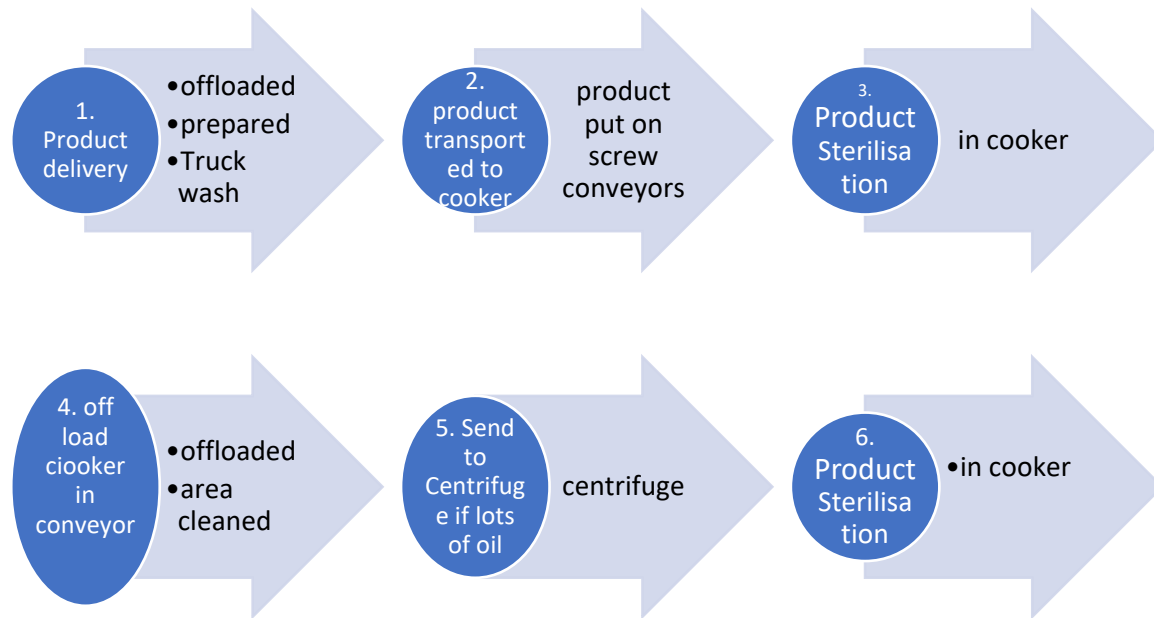 1.
Product
delivery
•offloaded
•prepared
•Truck
wash
2.
product
transport
ed to
cooker
product
put on
screw
conveyors
3.
Product
Sterilisa
tion
in cooker
4. off
load
ciooker
in
conveyor
•offloaded
•area
cleaned
5. Send
to
Centrifug
e if lots
of oil
centrifuge
6.
Product
Sterilisa
tion
•in cooker